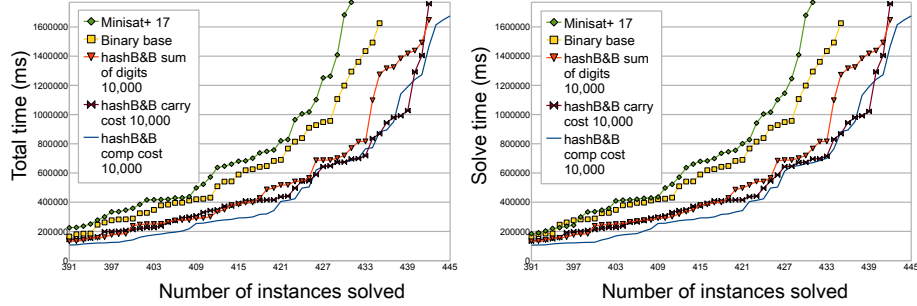 Total time (ms)
1600000
1400000
1200000
1000000
800000
600000
400000
200000
0
Minisat+ 17
Binary base
hashB&B sum
of digits
10,000
hashB&B carry
cost 10,000
hashB&B
comp cost
10,000
391 397 403 409 415 421 427 433 439 445
Number of instances solved
Solve time (ms)
1600000
1400000
1200000
1000000
800000
600000
400000
200000
0
Minisat+ 17
Binary base
hashB&B sum
of digits
10,000
hashB&B carry
cost 10,000
hashB&B
comp cost
10,000
391 397 403 409 415 421 427 433 439 445
Number of instances solved